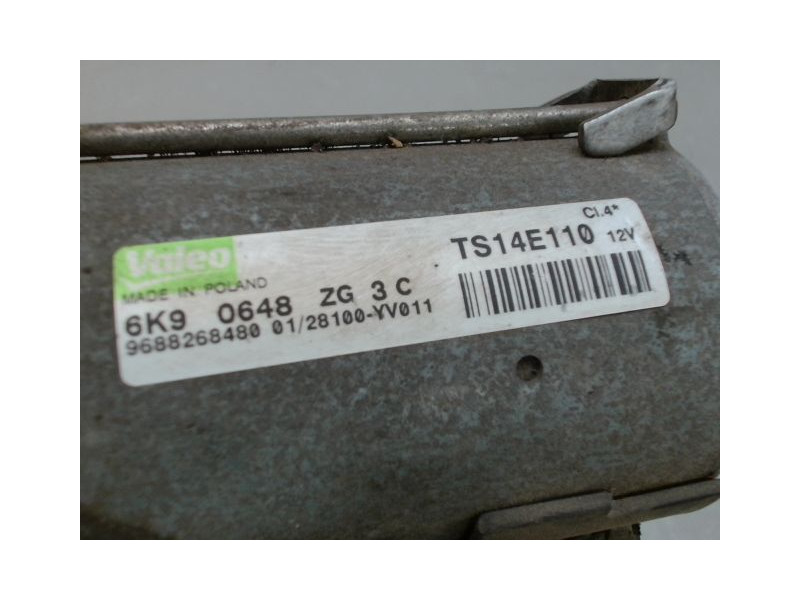 Valeo
MADE IN POLAND
TS14E110
Cl.4*
12V
6K9 0648 ZG 3 C
9688268480 01/28100-YV011